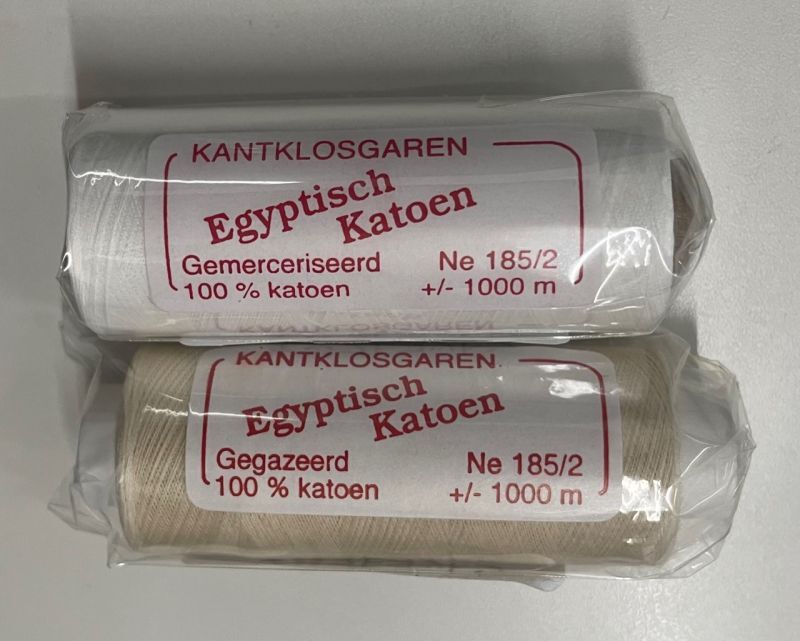 KANTKLOSGAREN
Egyptisch
Katoen
Gemerceriseerd Ne 185/2
100 % katoen +/- 1000 m
KANTKLOSGAREN
KANTKLOSGAREN
Egyptisch
Katoen
Gegazeerd Ne 185/2
100 % katoen +/- 1000 m